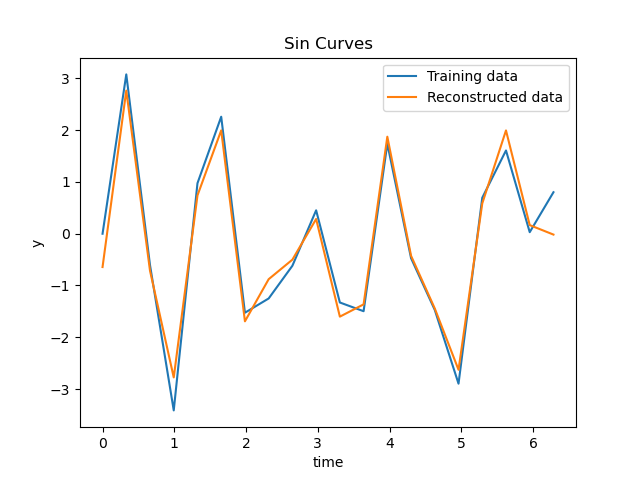 Sin Curves
Training data
Reconstructed data
3
2
1
0
−1
−2
−3
y
0 1 2 3 4 5 6
time